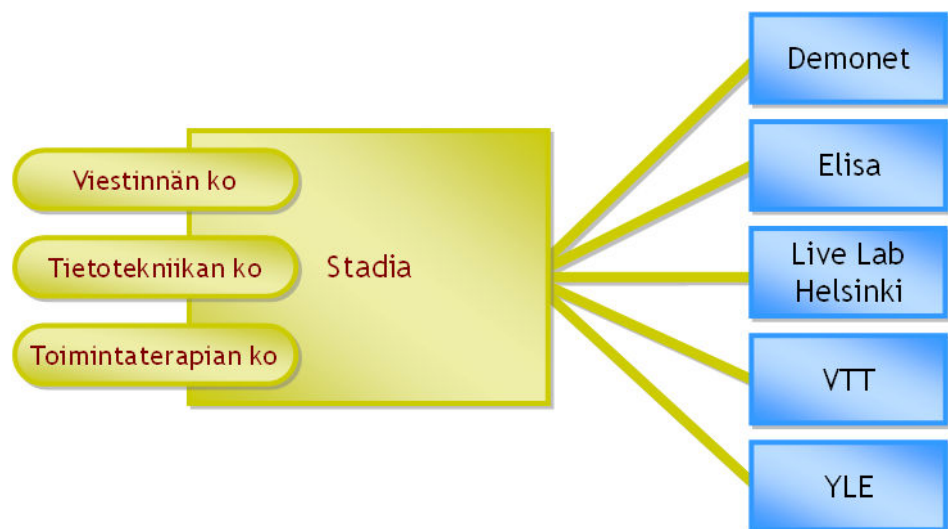 Viestinnän ko
Tietotekniikan ko
Toimintaterapian ko
Stadia
Demonet
Elisa
Live Lab
Helsinki
VTT
YLE